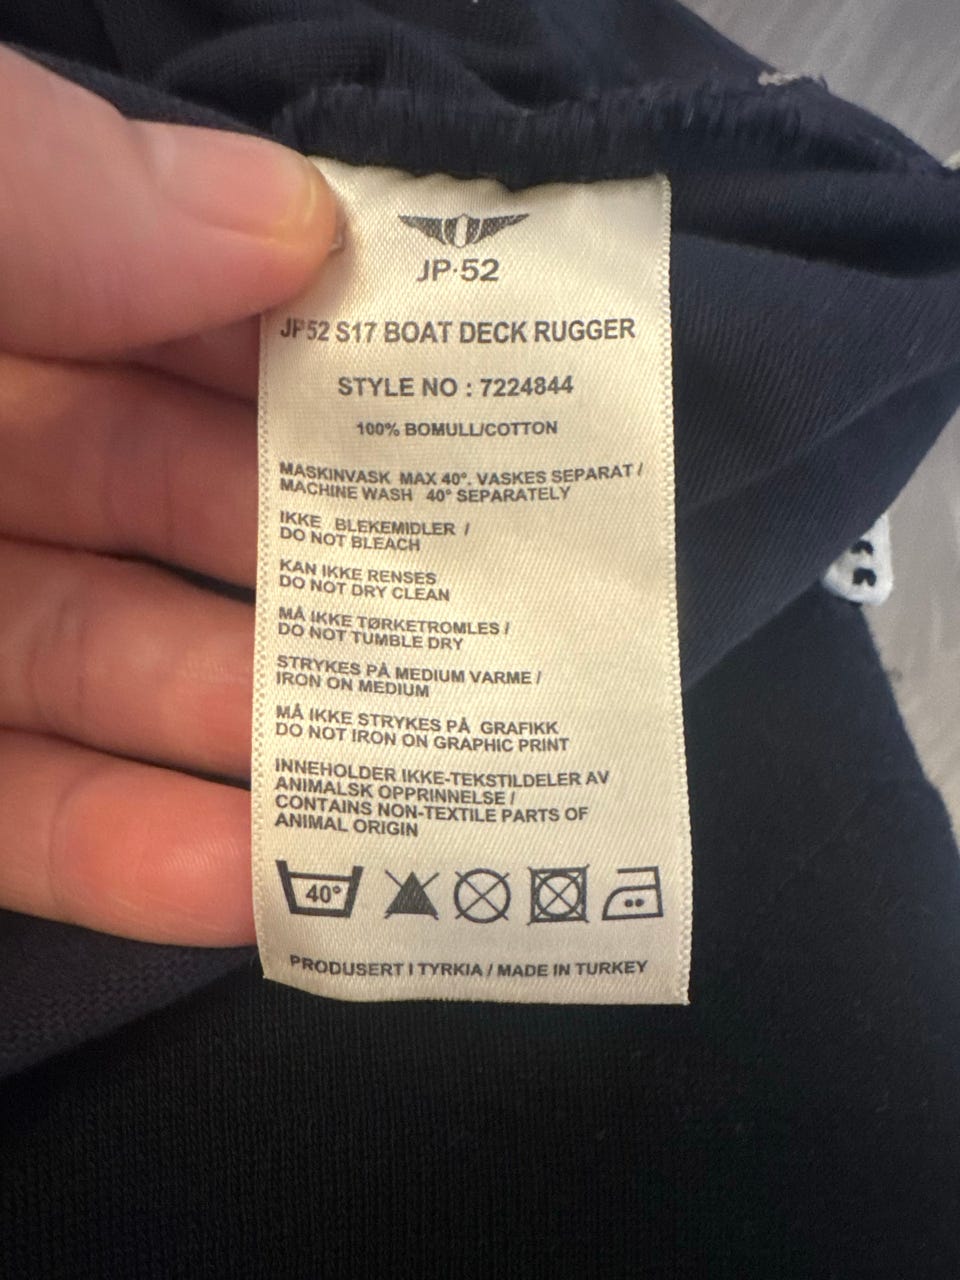 JP·52
JP52 S17 BOAT DECK RUGGER
STYLE NO : 7224844
100% BOMULL/COTTON
MASKINVASK MAX 40°. VASKES SEPARAT /
MACHINE WASH 40° SEPARATELY
IKKE BLEKEMIDLER /
DO NOT BLEACH
KAN IKKE RENSES
DO NOT DRY CLEAN
MÅ IKKE TØRKETROMLES /
DO NOT TUMBLE DRY
STRYKES PÅ MEDIUM VARME /
IRON ON MEDIUM
MÅ IKKE STRYKES PÅ GRAFIKK
DO NOT IRON ON GRAPHIC PRINT
INNEHOLDER IKKE-TEKSTILDELER AV
ANIMALSK OPPRINNELSE /
CONTAINS NON-TEXTILE PARTS OF
ANIMAL ORIGIN
40°
PRODUSERT I TYRKIA / MADE IN TURKEY